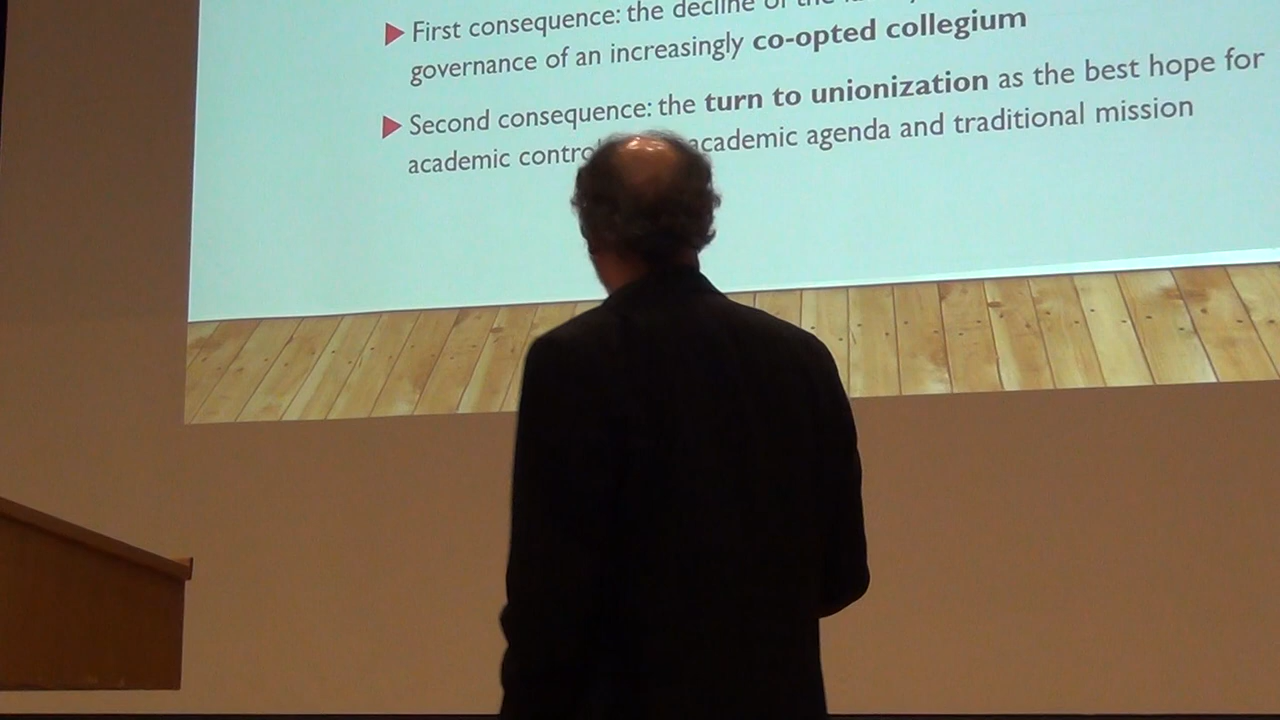 First consequence: the decline of the
governance of an increasingly co-opted collegium
Second consequence: the turn to unionization as the best hope for
academic academic agenda and traditional mission